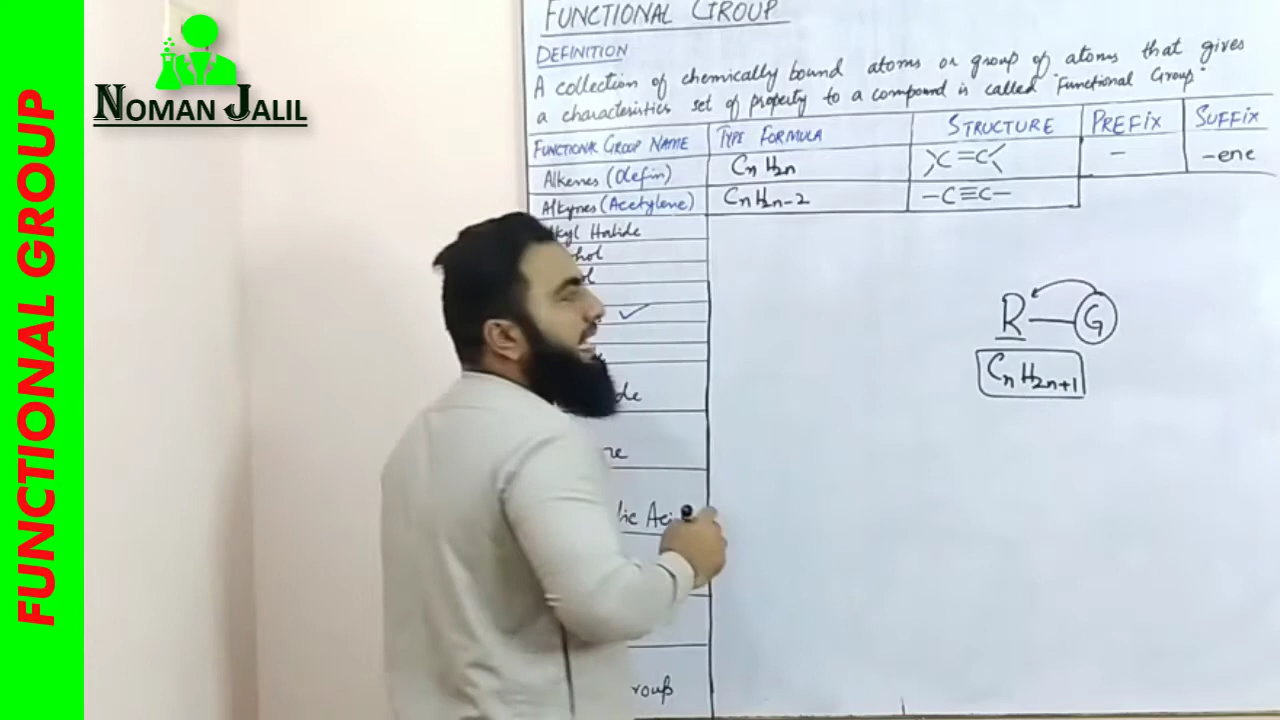 FUNCTIONAL GROUP
NOMAN JALIL
FUNCTIONAL GROUP
DEFINITION
A collection of chemically bound atoms or group of atoms that gives
a characteristics set of property to a compound is called "Functional Group"
FUNCTIONAL GROUP NAME TYPE FORMULA STRUCTURE PREFIX SUFFIX
Alkenes (Olefin) CnH2n >C=C< - -ene
Alkynes (Acetylene) CnH2n-2 -C≡C-
Halide
R — G
CnH2n+1